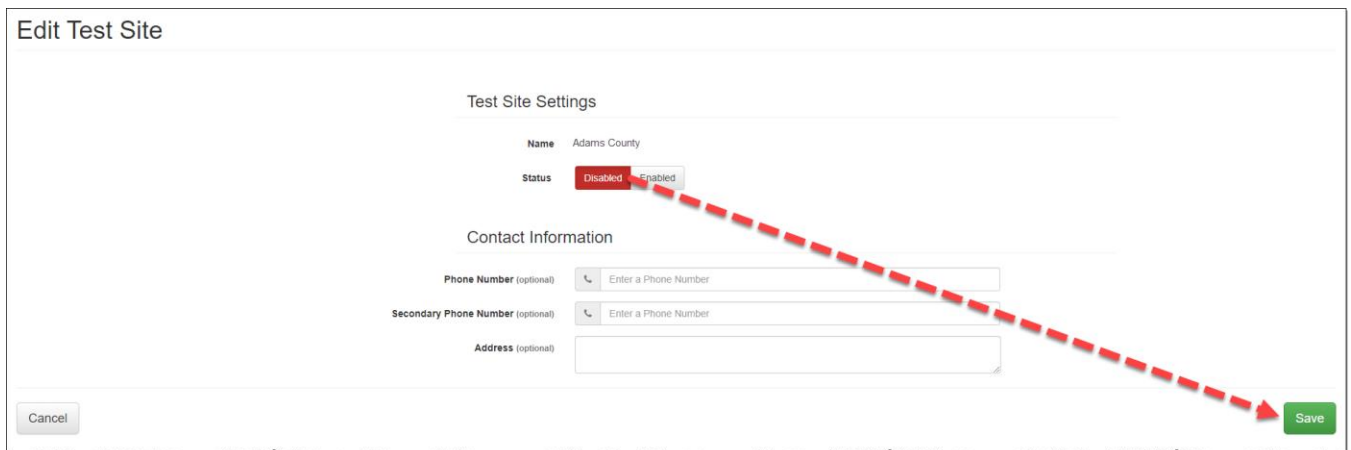 Edit Test Site
Test Site Settings
Name Adams County
Status Disabled Enabled
Contact Information
Phone Number (optional) Enter a Phone Number
Secondary Phone Number (optional) Enter a Phone Number
Address (optional)
Cancel Save